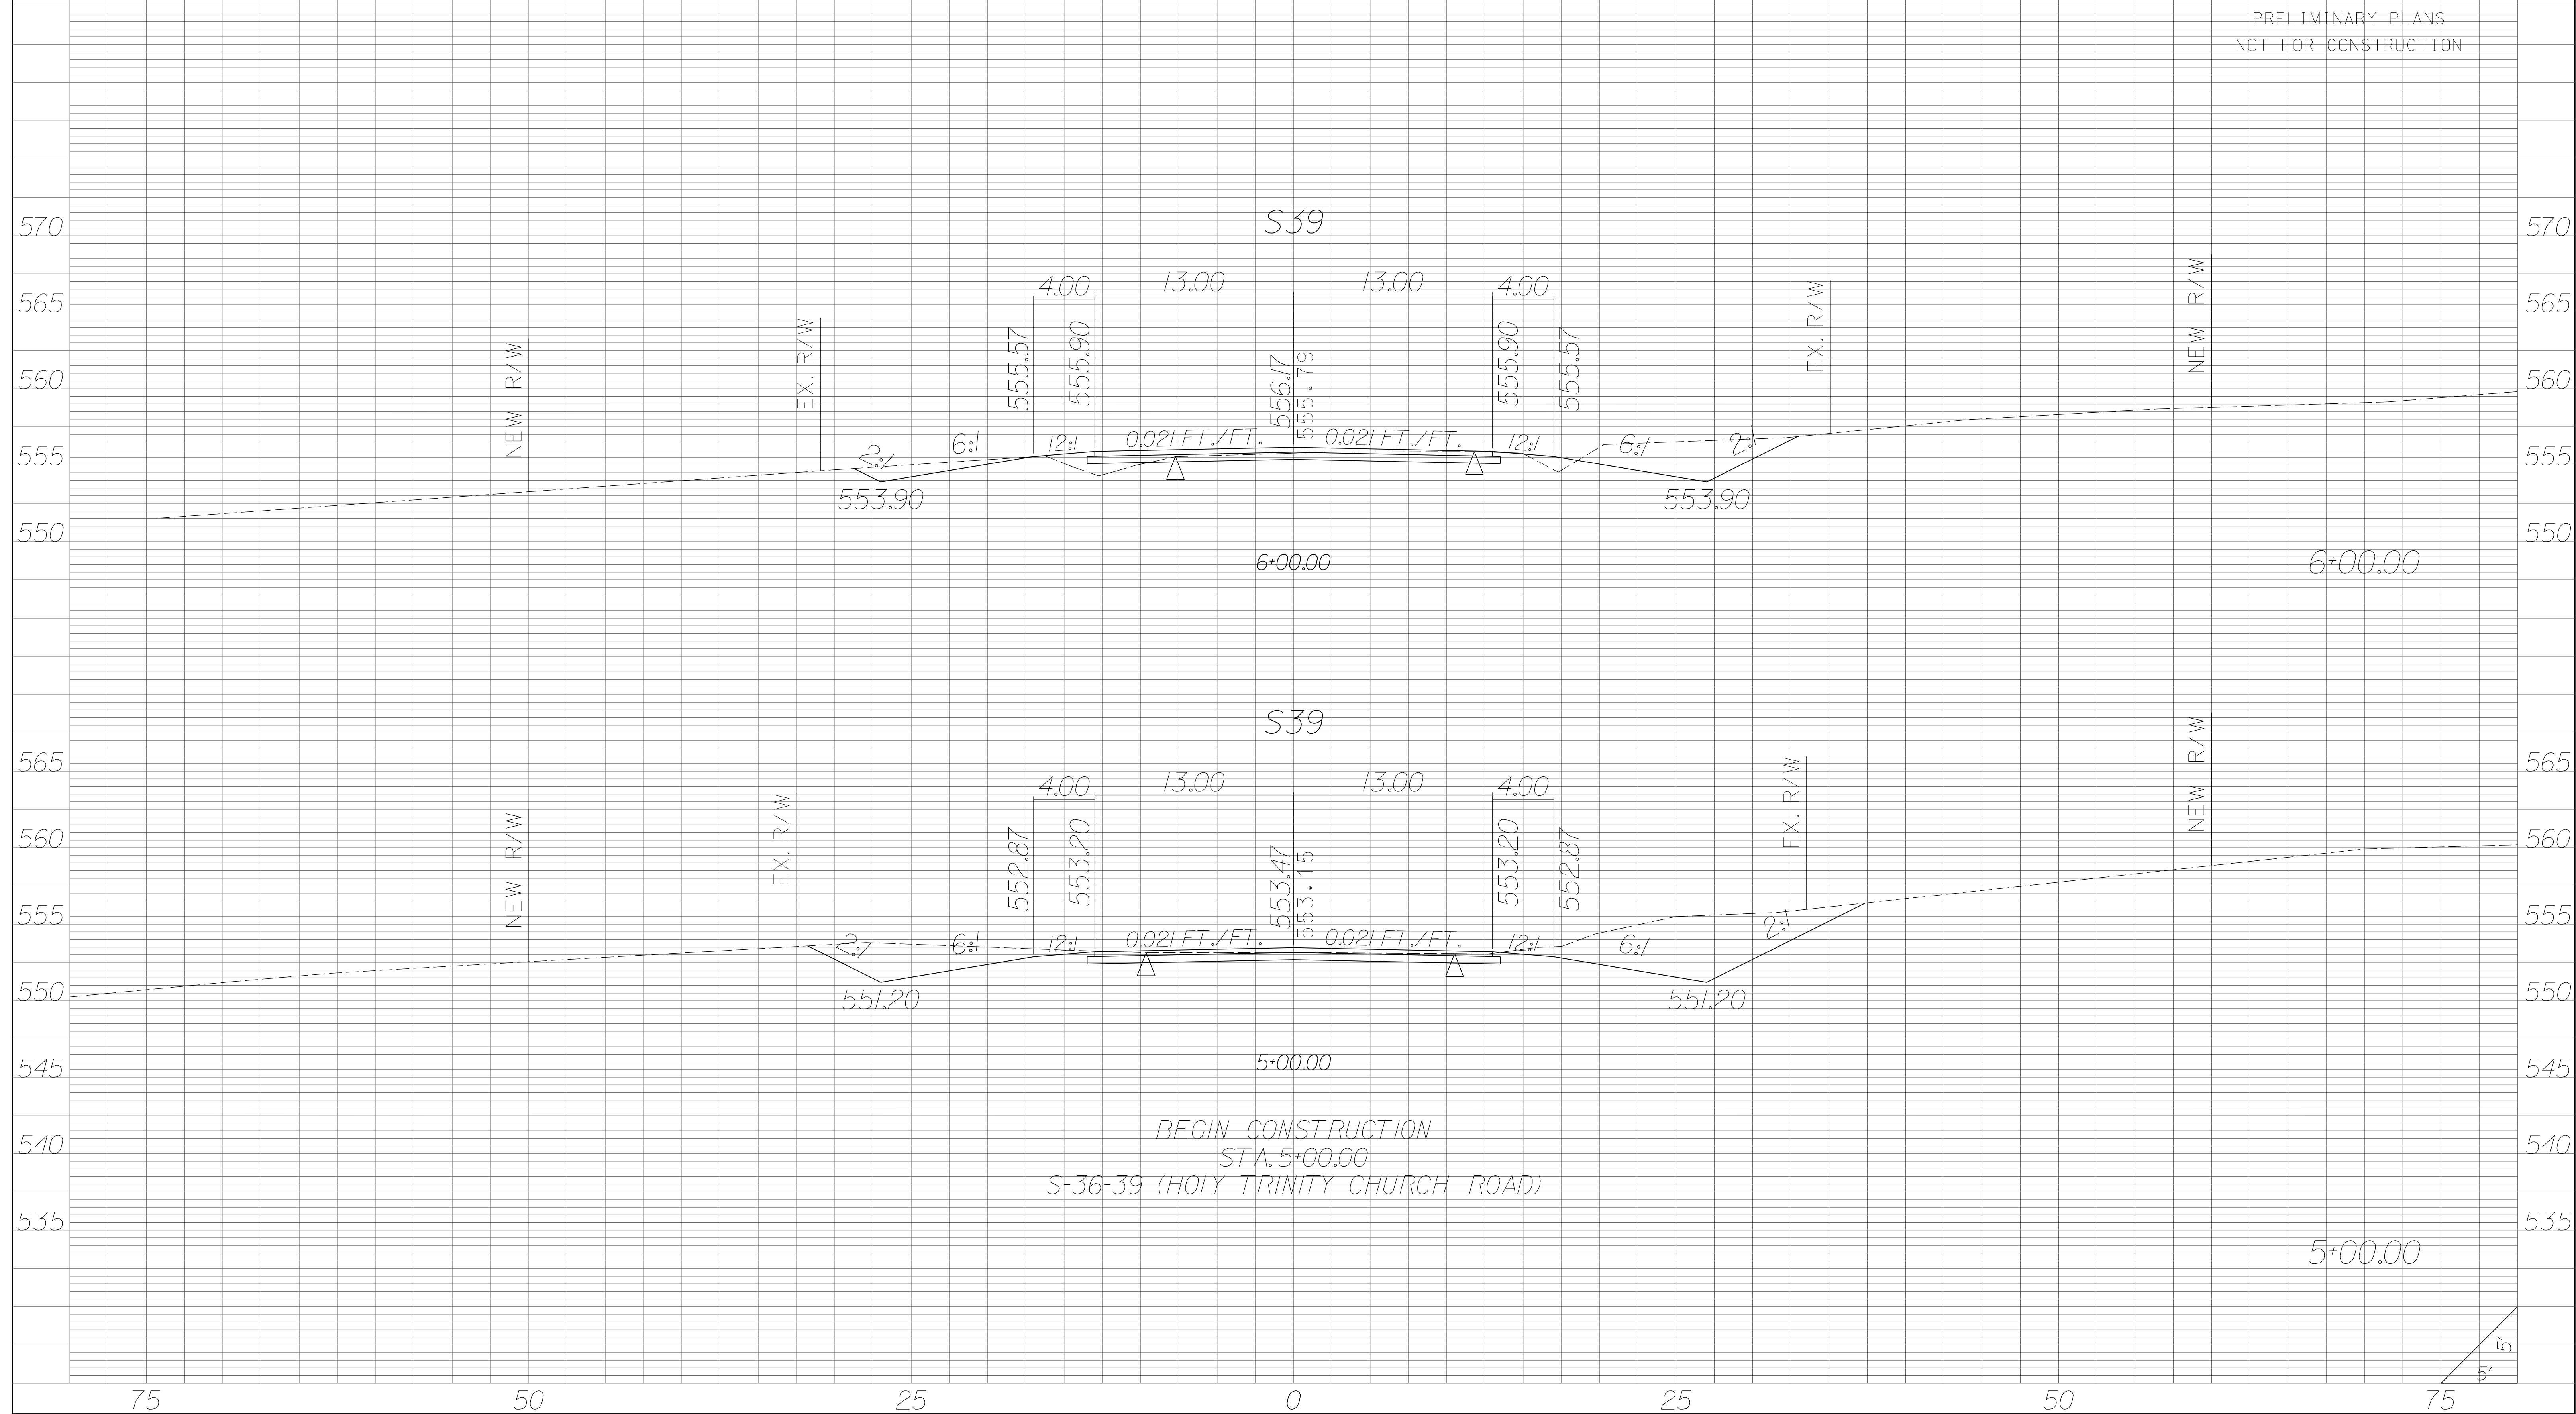 PRELIMINARY PLANS
NOT FOR CONSTRUCTION
S39
570 570
4.00 13.00 13.00 4.00
565 565
NEW R/W EX.R/W 555.57 555.90 556.17 555.79 555.90 555.57 EX. R/W NEW R/W
560 560
2:1 6:1 12:1 0.021 FT./FT. 0.021 FT./FT. 12:1 6:1 2:1
555 555
553.90 553.90
550 550
6+00.00 6+00.00
S39
565 565
4.00 13.00 13.00 4.00
NEW R/W EX.R/W 552.87 553.20 553.47 553.15 553.20 552.87 EX. R/W NEW R/W
560 560
555 555
2:1 6:1 12:1 0.021 FT./FT. 0.021 FT./FT. 12:1 6:1 2:1
550 550
551.20 551.20
5+00.00
545 545
BEGIN CONSTRUCTION
540 540
STA. 5+00.00
S-36-39 (HOLY TRINITY CHURCH ROAD)
535 535
5+00.00
5'
5'
75 50 25 0 25 50 75